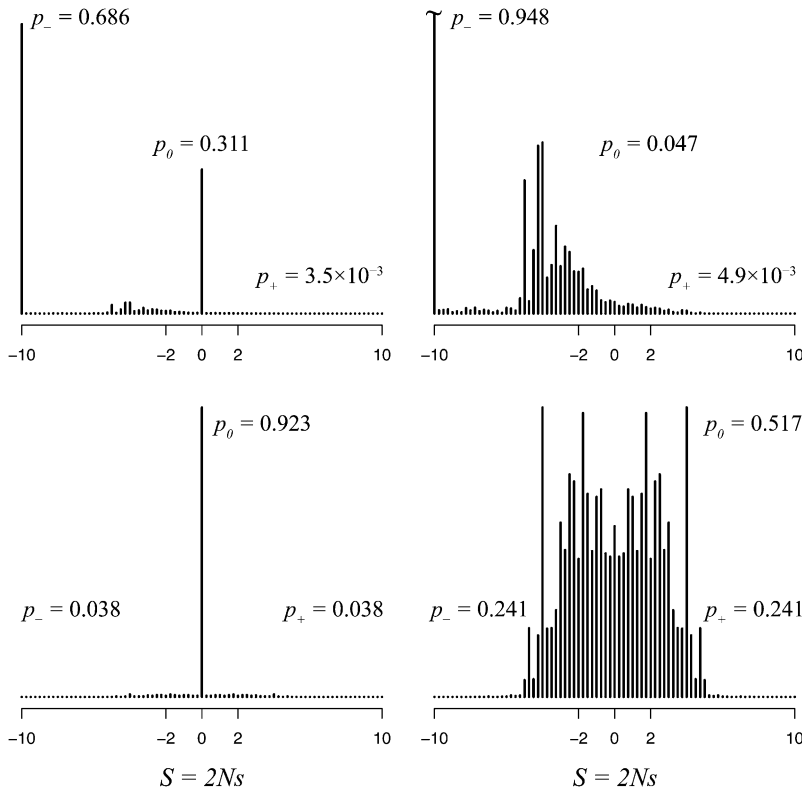 p₋ = 0.686
p₀ = 0.311
p₊ = 3.5×10⁻³
−10 −2 0 2 10
p₋ = 0.948
p₀ = 0.047
p₊ = 4.9×10⁻³
−10 −2 0 2 10
p₀ = 0.923
p₋ = 0.038
p₊ = 0.038
−10 −2 0 2 10
S = 2Ns
p₀ = 0.517
p₋ = 0.241
p₊ = 0.241
−10 −2 0 2 10
S = 2Ns